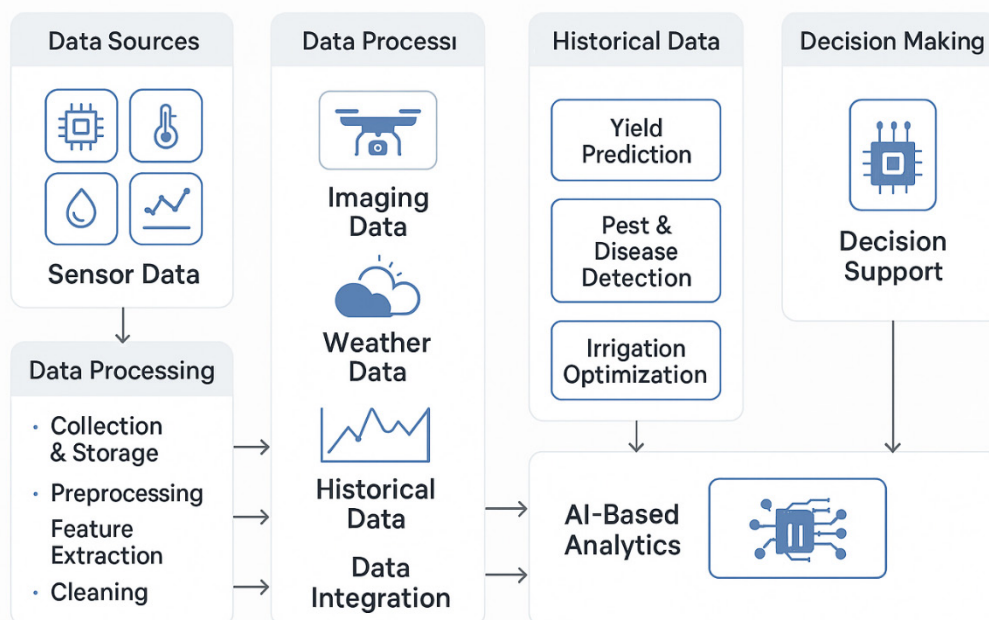 Data Sources
Sensor Data
Data Processing
• Collection
& Storage
• Preprocessing
Feature
Extraction
• Cleaning
Data Processı
Imaging
Data
Weather
Data
Historical
Data
Data
Integration
Historical Data
Yield
Prediction
Pest &
Disease
Detection
Irrigation
Optimization
Decision Making
Decision
Support
AI-Based
Analytics